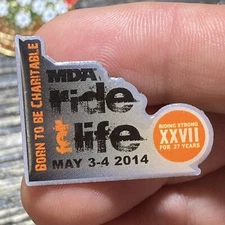 BORN TO BE CHARITABLE
MDA
ride
for life
MAY 3-4 2014
RIDING STRONG
XXVII
FOR 27 YEARS